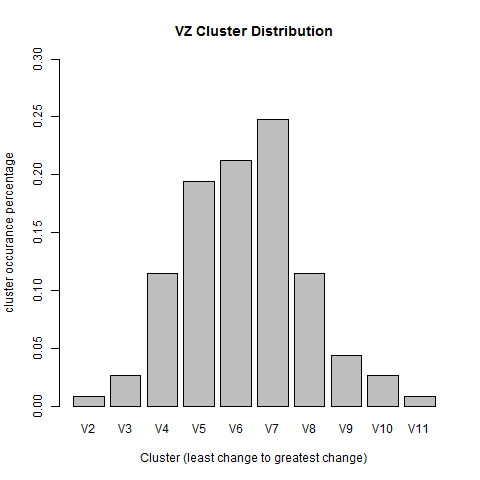 VZ Cluster Distribution
cluster occurance percentage
0.30
0.25
0.20
0.15
0.10
0.05
0.00
V2 V3 V4 V5 V6 V7 V8 V9 V10 V11
Cluster (least change to greatest change)